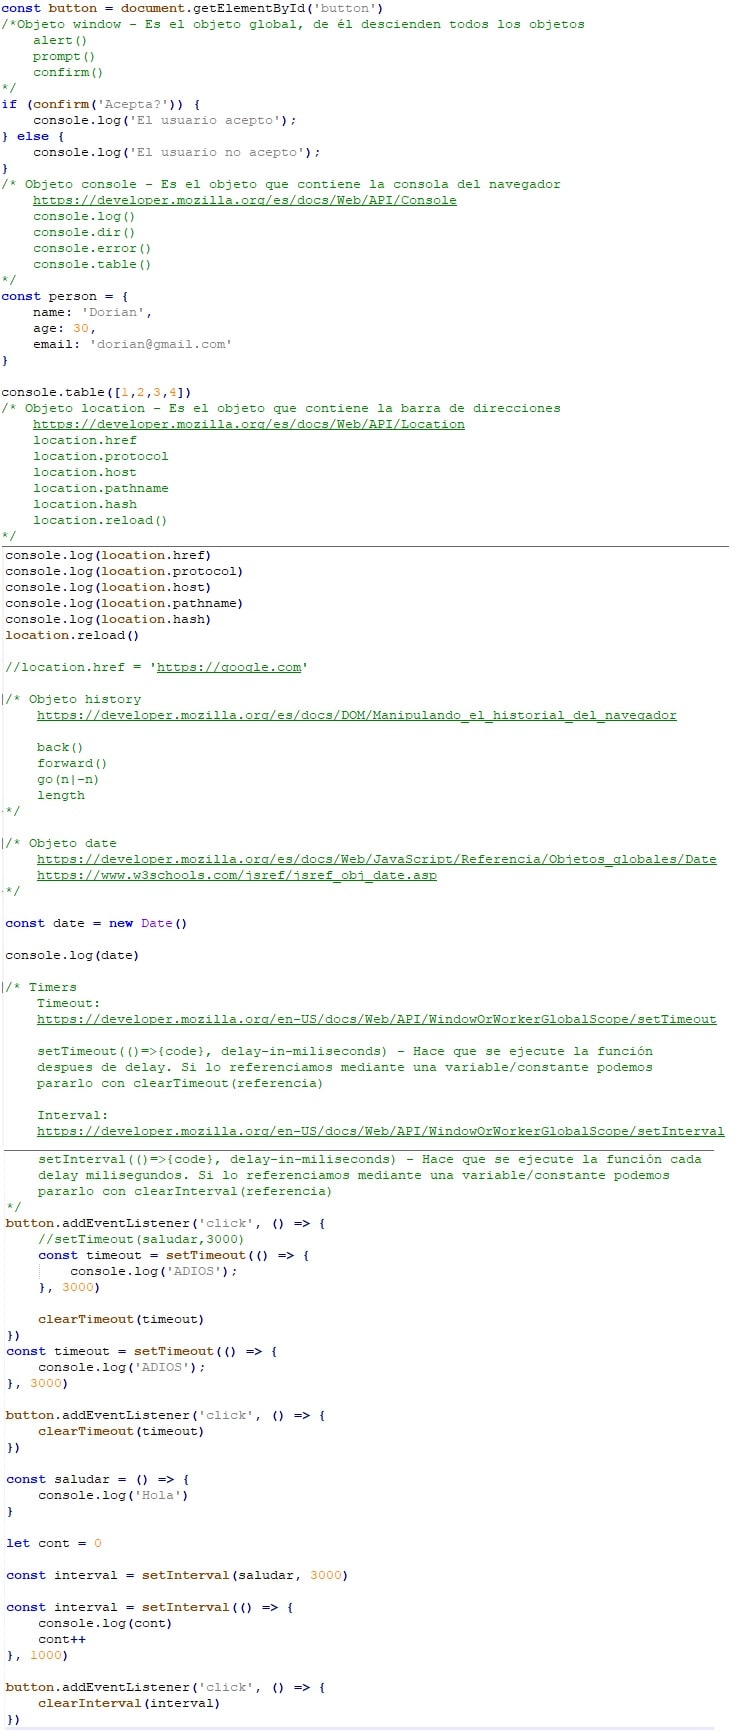 const button = document.getElementById('button')
/*Objeto window - Es el objeto global, de él descienden todos los objetos
    alert()
    prompt()
    confirm()
*/
if (confirm('Acepta?')) {
    console.log('El usuario acepto');
} else {
    console.log('El usuario no acepto');
}
/* Objeto console - Es el objeto que contiene la consola del navegador
    https://developer.mozilla.org/es/docs/Web/API/Console
    console.log()
    console.dir()
    console.error()
    console.table()
*/
const person = {
    name: 'Dorian',
    age: 30,
    email: 'dorian@gmail.com'
}

console.table([1,2,3,4])
/* Objeto location - Es el objeto que contiene la barra de direcciones
    https://developer.mozilla.org/es/docs/Web/API/Location
    location.href
    location.protocol
    location.host
    location.pathname
    location.hash
    location.reload()
*/
console.log(location.href)
console.log(location.protocol)
console.log(location.host)
console.log(location.pathname)
console.log(location.hash)
location.reload()

//location.href = 'https://google.com'

/* Objeto history
    https://developer.mozilla.org/es/docs/DOM/Manipulando_el_historial_del_navegador

    back()
    forward()
    go(n|-n)
    length
*/

/* Objeto date
    https://developer.mozilla.org/es/docs/Web/JavaScript/Referencia/Objetos_globales/Date
    https://www.w3schools.com/jsref/jsref_obj_date.asp
*/

const date = new Date()

console.log(date)

/* Timers
    Timeout:
    https://developer.mozilla.org/en-US/docs/Web/API/WindowOrWorkerGlobalScope/setTimeout

    setTimeout(()=>{code}, delay-in-miliseconds) - Hace que se ejecute la función
    despues de delay. Si lo referenciamos mediante una variable/constante podemos
    pararlo con clearTimeout(referencia)

    Interval:
    https://developer.mozilla.org/en-US/docs/Web/API/WindowOrWorkerGlobalScope/setInterval
    setInterval(()=>{code}, delay-in-miliseconds) - Hace que se ejecute la función cada
    delay milisegundos. Si lo referenciamos mediante una variable/constante podemos
    pararlo con clearInterval(referencia)
*/
button.addEventListener('click', () => {
    //setTimeout(saludar,3000)
    const timeout = setTimeout(() => {
        console.log('ADIOS');
    }, 3000)

    clearTimeout(timeout)
})
const timeout = setTimeout(() => {
    console.log('ADIOS');
}, 3000)

button.addEventListener('click', () => {
    clearTimeout(timeout)
})

const saludar = () => {
    console.log('Hola')
}

let cont = 0

const interval = setInterval(saludar, 3000)

const interval = setInterval(() => {
    console.log(cont)
    cont++
}, 1000)

button.addEventListener('click', () => {
    clearInterval(interval)
})